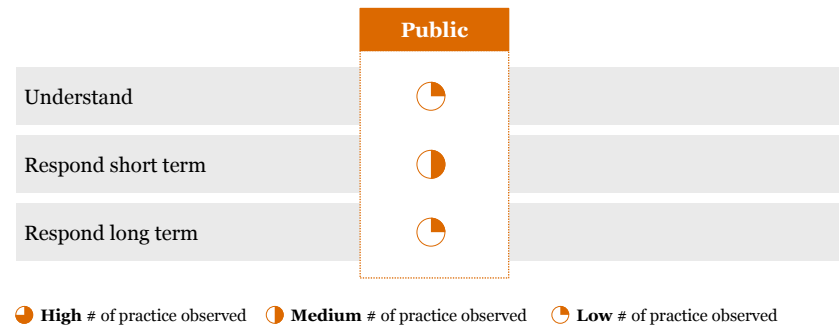 Public
Understand
Respond short term
Respond long term
High # of practice observed Medium # of practice observed Low # of practice observed